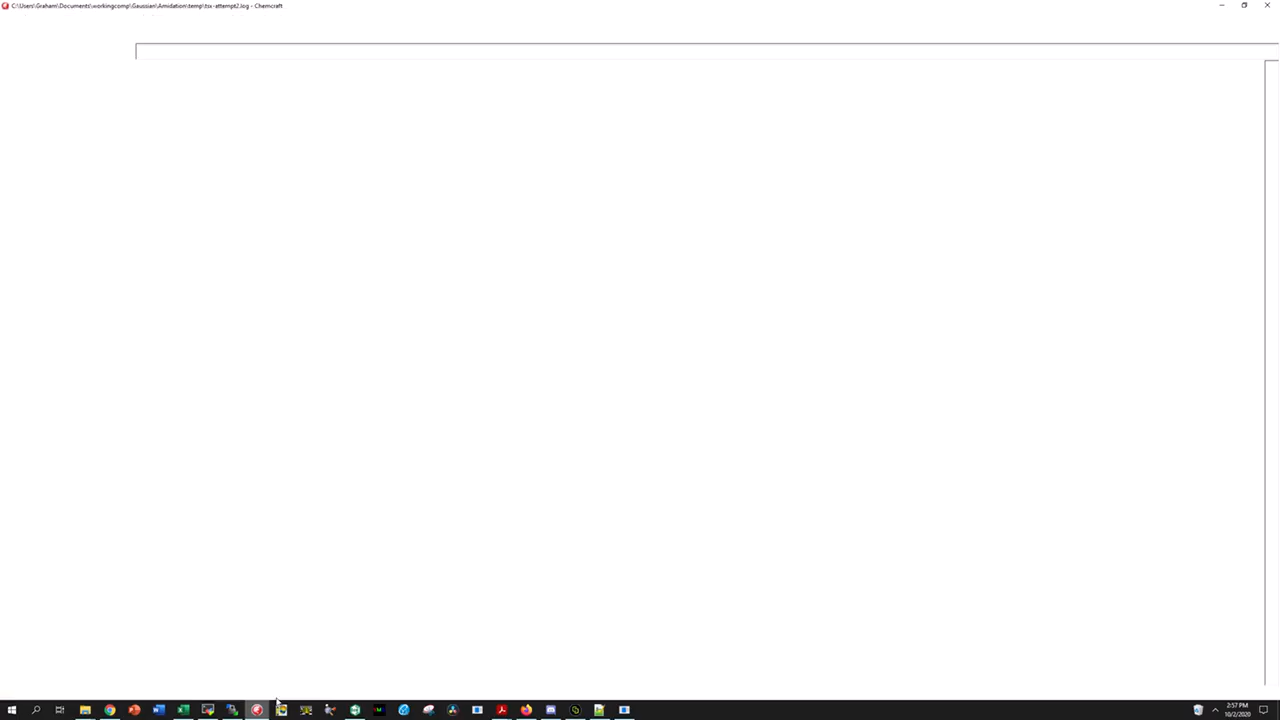 C:\Users\Graham\Documents\workingcomp\Gaussian\Amidation\temp\tsx-attempt2.log - Chemcraft
2:57 PM
10/2/2020